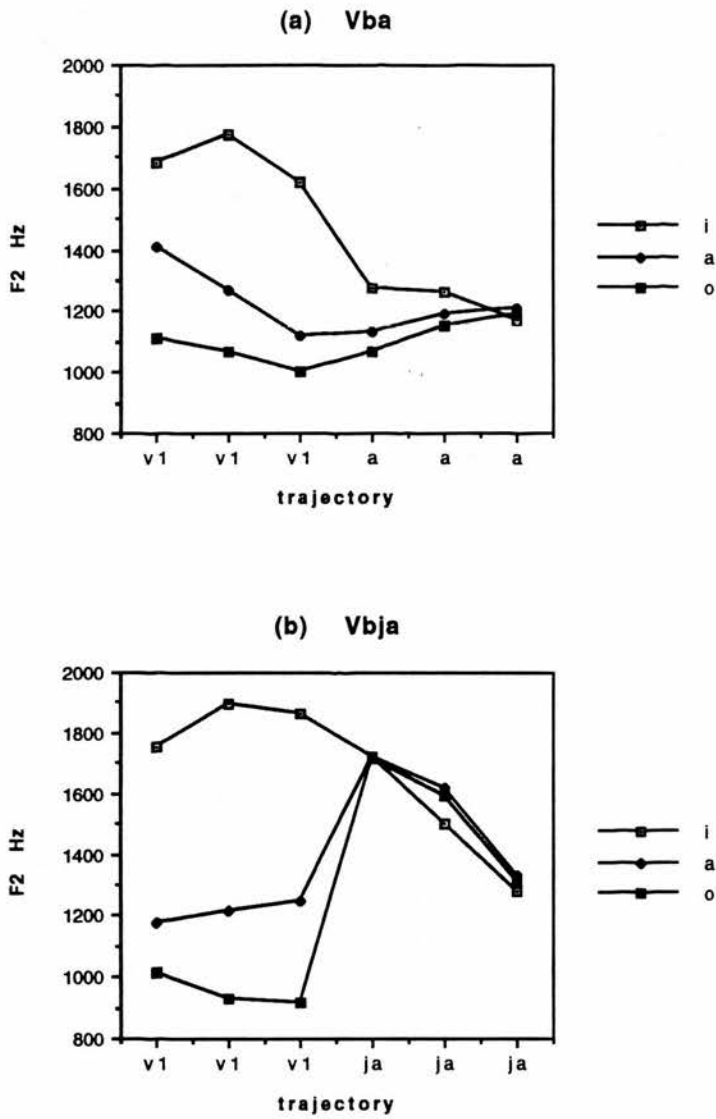 (a) Vba
2000
1800
1600
1400
1200
1000
800
F2 Hz
v1 v1 v1 a a a
trajectory
i
a
o
(b) Vbja
2000
1800
1600
1400
1200
1000
800
F2 Hz
v1 v1 v1 ja ja ja
trajectory
i
a
o